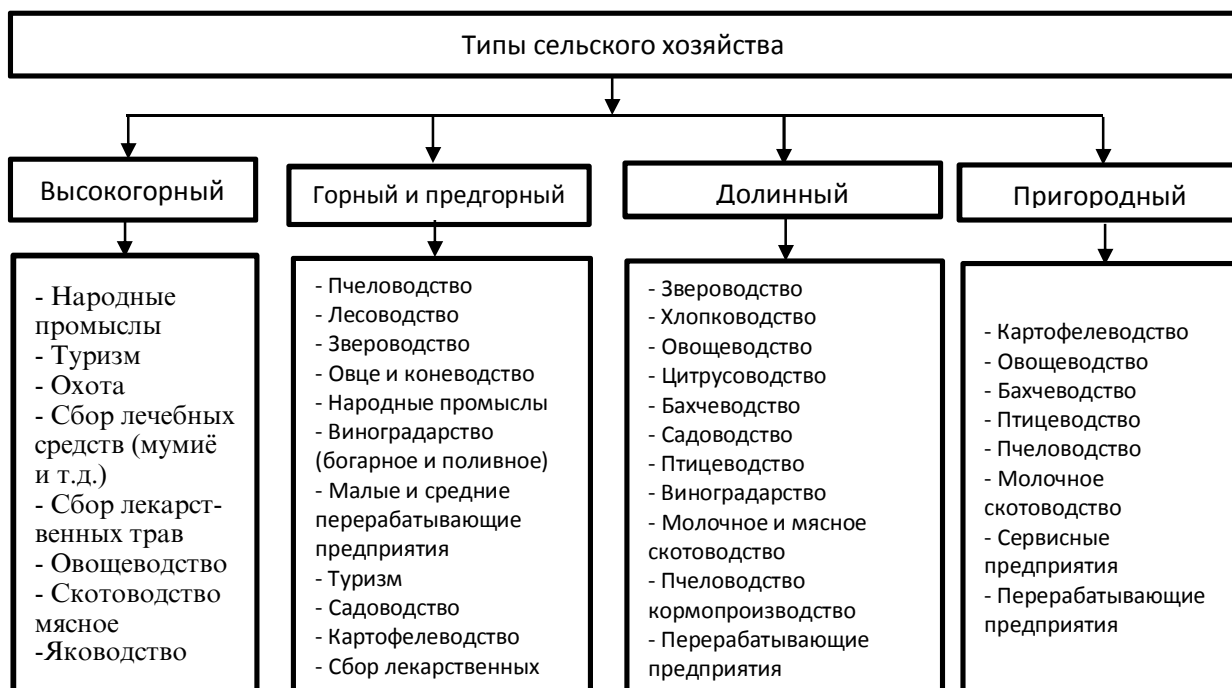 Типы сельского хозяйства
Высокогорный
- Народные
промыслы
- Туризм
- Охота
- Сбор лечебных
средств (мумиё
и т.д.)
- Сбор лекарст-
венных трав
- Овощеводство
- Скотоводство
мясное
-Яководство
Горный и предгорный
- Пчеловодство
- Лесоводство
- Звероводство
- Овце и коневодство
- Народные промыслы
- Виноградарство
(богарное и поливное)
- Малые и средние
перерабатывающие
предприятия
- Туризм
- Садоводство
- Картофелеводство
- Сбор лекарственных
Долинный
- Звероводство
- Хлопководство
- Овощеводство
- Цитрусоводство
- Бахчеводство
- Садоводство
- Птицеводство
- Виноградарство
- Молочное и мясное
скотоводство
- Пчеловодство
кормопроизводство
- Перерабатывающие
предприятия
Пригородный
- Картофелеводство
- Овощеводство
- Бахчеводство
- Птицеводство
- Пчеловодство
- Молочное
скотоводство
- Сервисные
предприятия
- Перерабатывающие
предприятия